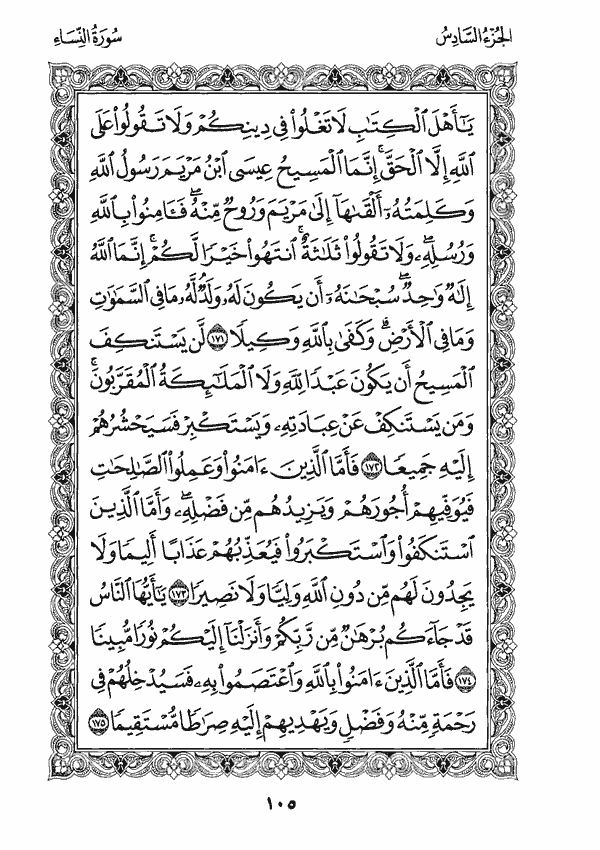 الجُزْءُ السَّادِسُ
سُورَةُ النِّسَاءِ
يَٰٓأَهۡلَ ٱلۡكِتَٰبِ لَا تَغۡلُواْ فِي دِينِكُمۡ وَلَا تَقُولُواْ عَلَى
ٱللَّهِ إِلَّا ٱلۡحَقَّۚ إِنَّمَا ٱلۡمَسِيحُ عِيسَى ٱبۡنُ مَرۡيَمَ رَسُولُ ٱللَّهِ
وَكَلِمَتُهُۥٓ أَلۡقَىٰهَآ إِلَىٰ مَرۡيَمَ وَرُوحٞ مِّنۡهُۖ فَـَٔامِنُواْ بِٱللَّهِ
وَرُسُلِهِۦۖ وَلَا تَقُولُواْ ثَلَٰثَةٌۚ ٱنتَهُواْ خَيۡرٗا لَّكُمۡۚ إِنَّمَا ٱللَّهُ
إِلَٰهٞ وَٰحِدٞۖ سُبۡحَٰنَهُۥٓ أَن يَكُونَ لَهُۥ وَلَدٞۘ لَّهُۥ مَا فِي ٱلسَّمَٰوَٰتِ
وَمَا فِي ٱلۡأَرۡضِۗ وَكَفَىٰ بِٱللَّهِ وَكِيلٗا ١٧١ لَّن يَسۡتَنكِفَ
ٱلۡمَسِيحُ أَن يَكُونَ عَبۡدٗا لِّلَّهِ وَلَا ٱلۡمَلَٰٓئِكَةُ ٱلۡمُقَرَّبُونَۚ
وَمَن يَسۡتَنكِفۡ عَنۡ عِبَادَتِهِۦ وَيَسۡتَكۡبِرۡ فَسَيَحۡشُرُهُمۡ
إِلَيۡهِ جَمِيعٗا ١٧٢ فَأَمَّا ٱلَّذِينَ ءَامَنُواْ وَعَمِلُواْ ٱلصَّٰلِحَٰتِ
فَيُوَفِّيهِمۡ أُجُورَهُمۡ وَيَزِيدُهُم مِّن فَضۡلِهِۦۖ وَأَمَّا ٱلَّذِينَ
ٱسۡتَنكَفُواْ وَٱسۡتَكۡبَرُواْ فَيُعَذِّبُهُمۡ عَذَابًا أَلِيمٗا وَلَا
يَجِدُونَ لَهُم مِّن دُونِ ٱللَّهِ وَلِيّٗا وَلَا نَصِيرٗا ١٧٣ يَٰٓأَيُّهَا ٱلنَّاسُ
قَدۡ جَآءَكُم بُرۡهَٰنٞ مِّن رَّبِّكُمۡ وَأَنزَلۡنَآ إِلَيۡكُمۡ نُورٗا مُّبِينٗا
١٧٤ فَأَمَّا ٱلَّذِينَ ءَامَنُواْ بِٱللَّهِ وَٱعۡتَصَمُواْ بِهِۦ فَسَيُدۡخِلُهُمۡ فِي
رَحۡمَةٖ مِّنۡهُ وَفَضۡلٖ وَيَهۡدِيهِمۡ إِلَيۡهِ صِرَٰطٗا مُّسۡتَقِيمٗا ١٧٥
١٠٥